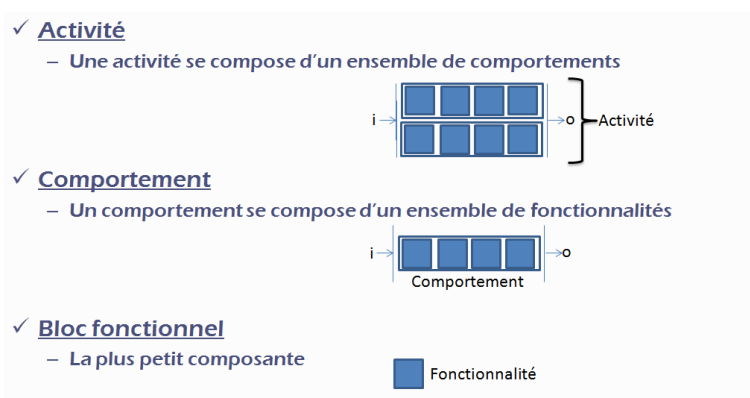 ✓ Activité
– Une activité se compose d'un ensemble de comportements
i o Activité
✓ Comportement
– Un comportement se compose d'un ensemble de fonctionnalités
i o
Comportement
✓ Bloc fonctionnel
– La plus petit composante
Fonctionnalité